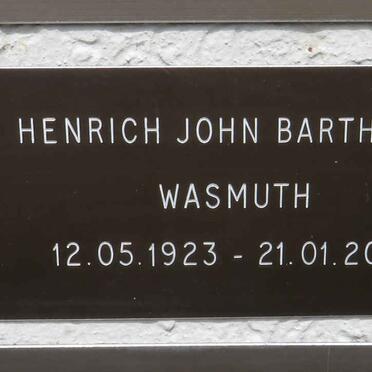 HENRICH JOHN BARTH
WASMUTH
12.05.1923 - 21.01.20